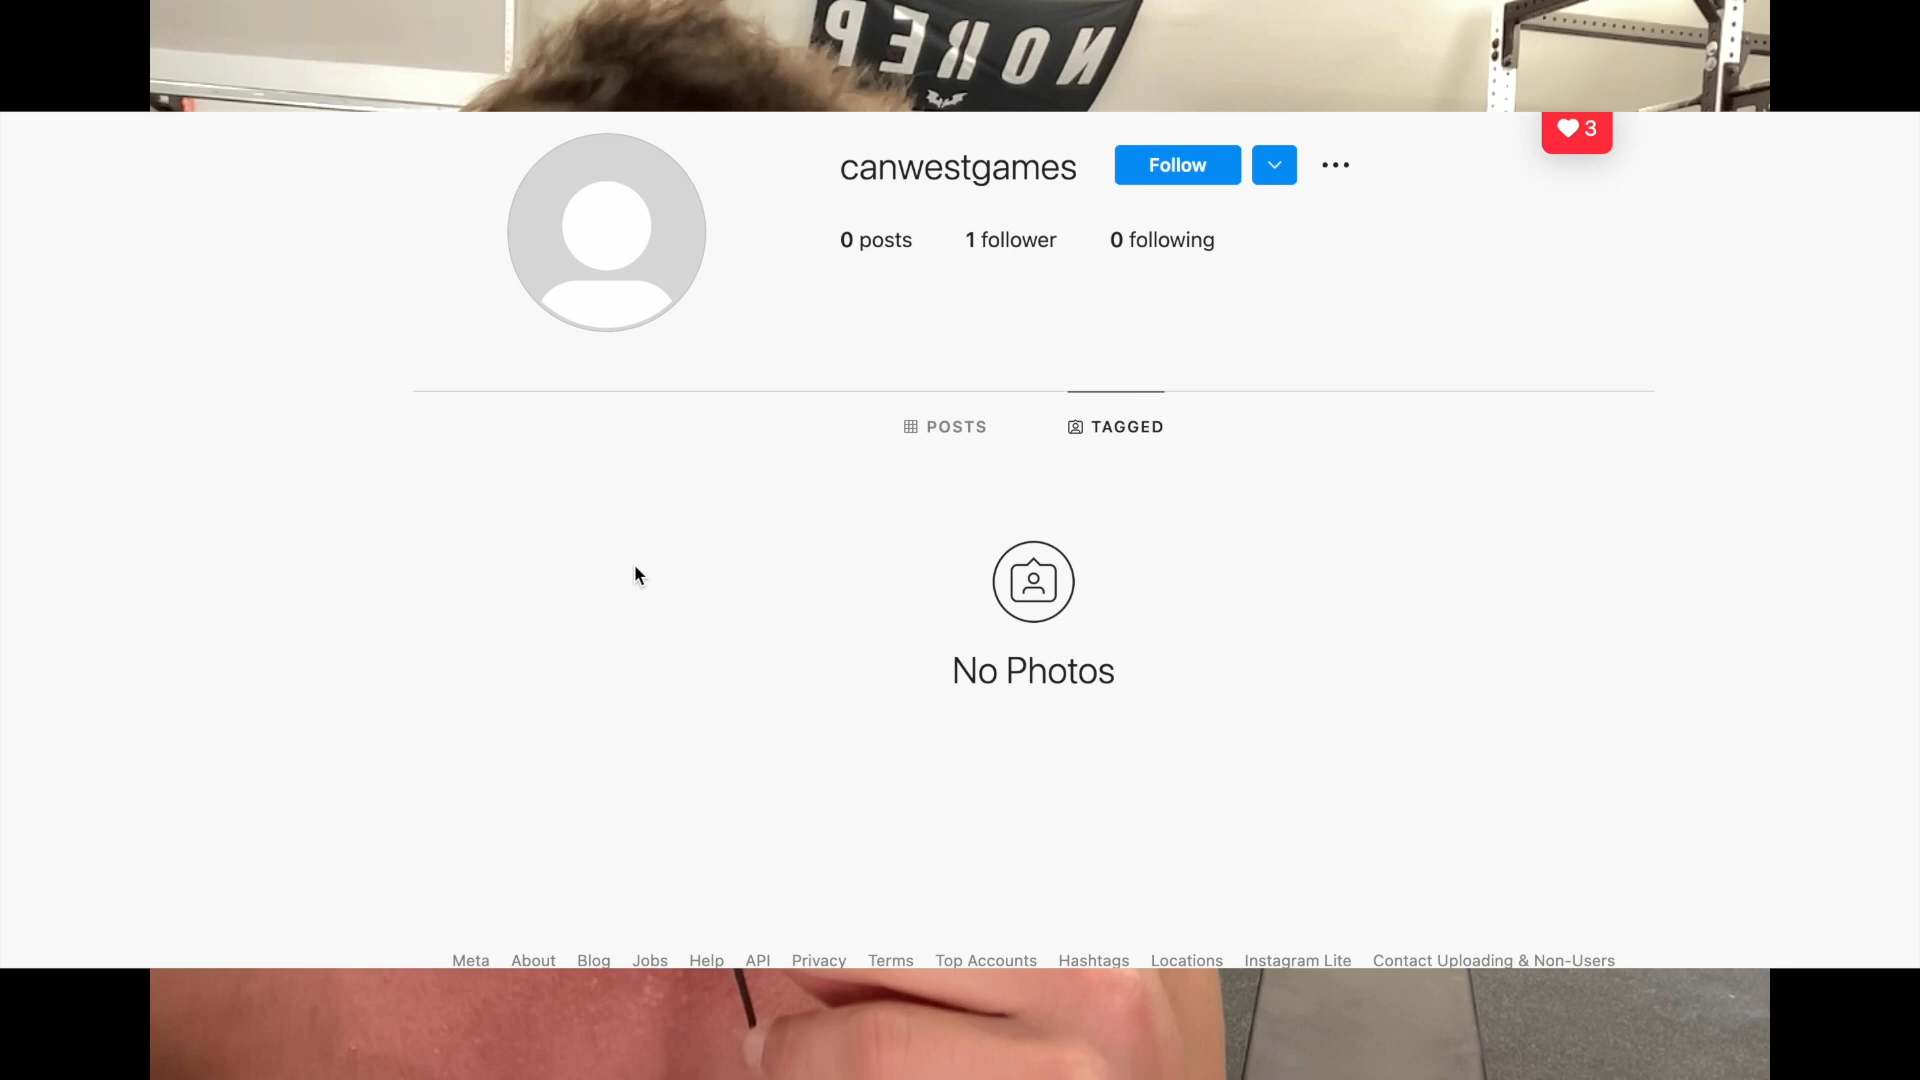 NOREP
3
canwestgames
Follow
0 posts 1 follower 0 following
POSTS TAGGED
No Photos
Meta About Blog Jobs Help API Privacy Terms Top Accounts Hashtags Locations Instagram Lite Contact Uploading & Non-Users